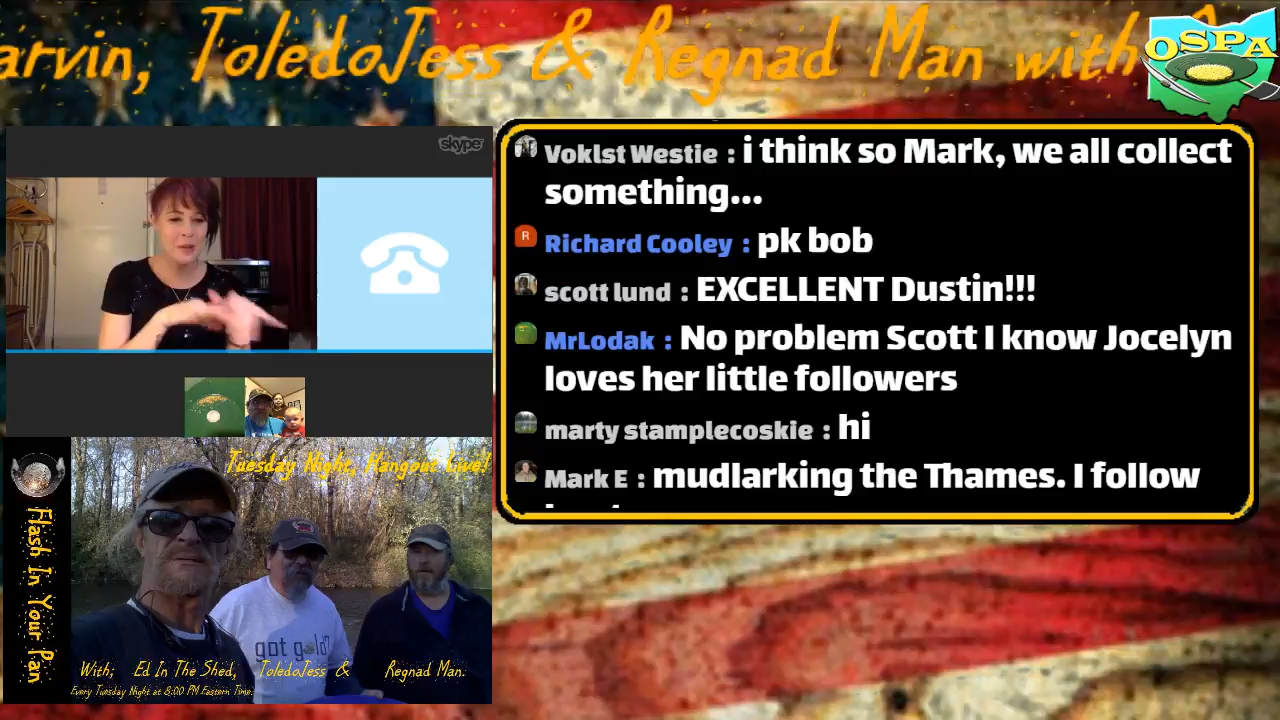 arvin, ToledoJess & Regnad Man with
OSPA
skype
Voklst Westie : i think so Mark, we all collect
something...
R Richard Cooley : pk bob
scott lund : EXCELLENT Dustin!!!
MrLodak : No problem Scott I know Jocelyn
loves her little followers
marty stamplecoskie : hi
Mark E : mudlarking the Thames. I follow
Tuesday Night, Hangout Live!
Flash In Your Pan
got gold?
With; Ed In The Shed, ToledoJess & Regnad Man.
Every Tuesday Night at 8:00 PM Eastern Time.